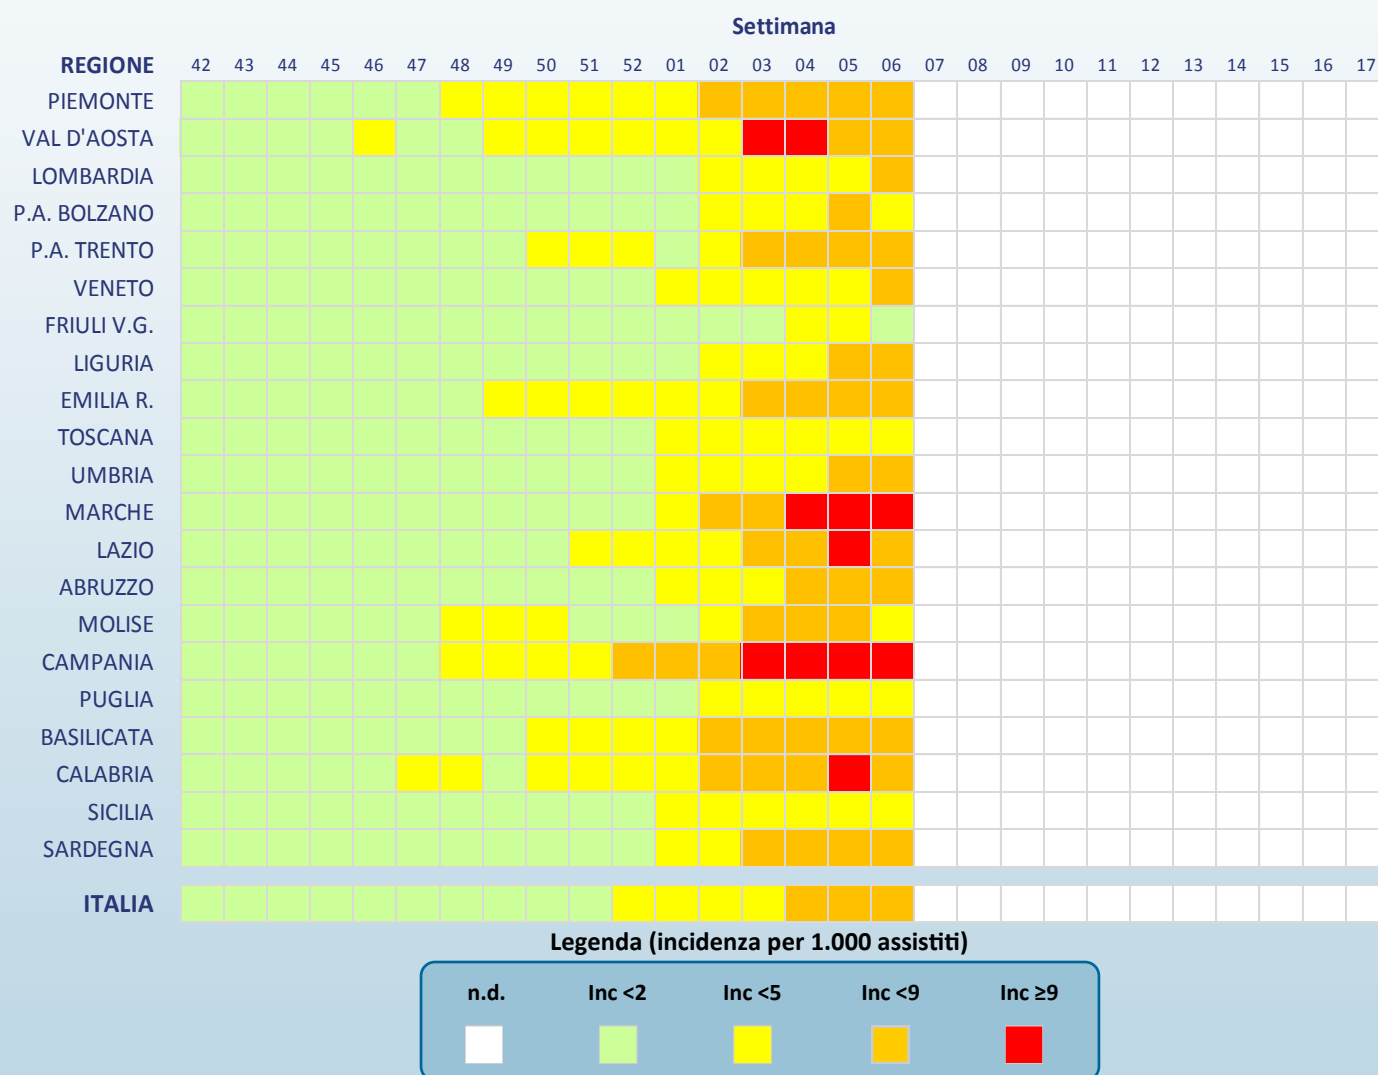 Settimana
REGIONE 42 43 44 45 46 47 48 49 50 51 52 01 02 03 04 05 06 07 08 09 10 11 12 13 14 15 16 17
PIEMONTE
VAL D'AOSTA
LOMBARDIA
P.A. BOLZANO
P.A. TRENTO
VENETO
FRIULI V.G.
LIGURIA
EMILIA R.
TOSCANA
UMBRIA
MARCHE
LAZIO
ABRUZZO
MOLISE
CAMPANIA
PUGLIA
BASILICATA
CALABRIA
SICILIA
SARDEGNA
ITALIA
Legenda (incidenza per 1.000 assistiti)
n.d. Inc <2 Inc <5 Inc <9 Inc ≥9